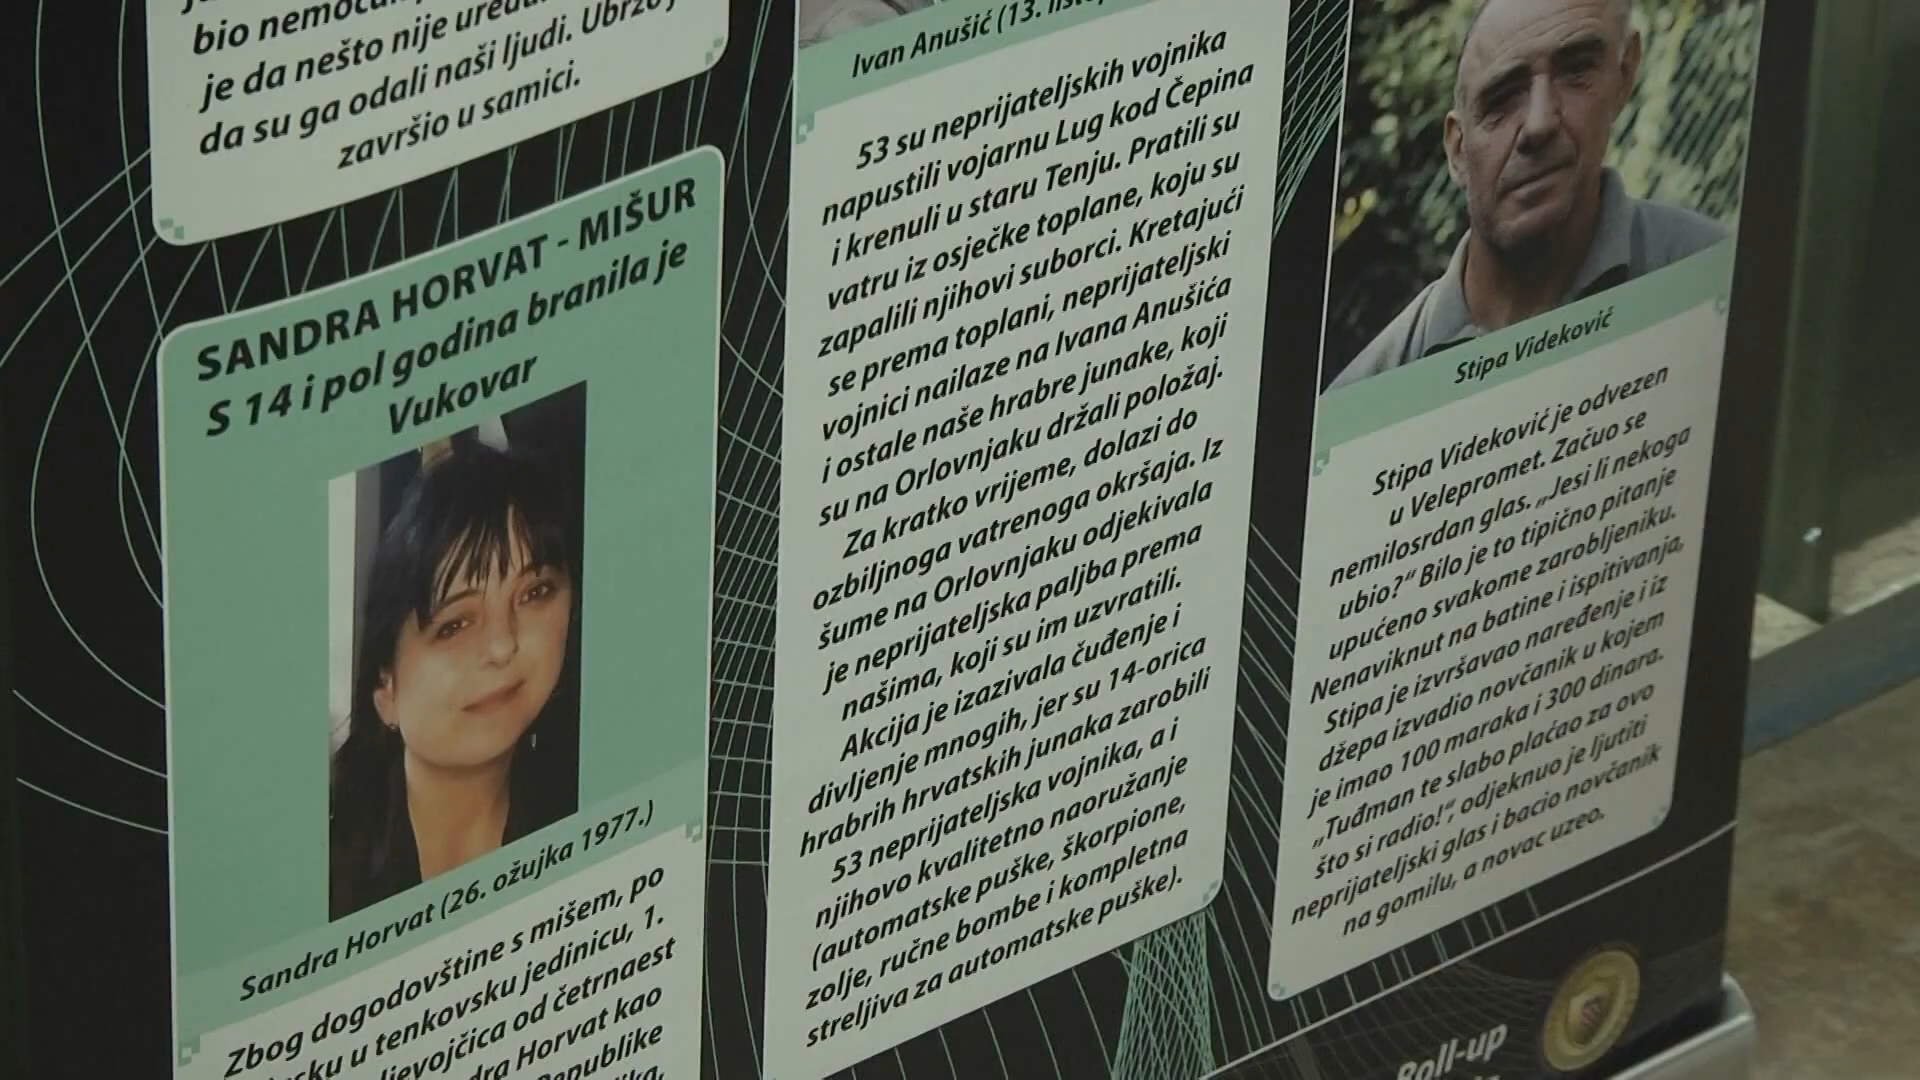 bio
je da nešto nije
da su ga odali naši ljudi. Ubrzo je
završio u samici.
SANDRA HORVAT - MIŠUR
S 14 i pol godina branila je
Vukovar
Sandra Horvat (26. ožujka 1977.)
Zbog dogodovštine s mišem, po
u tenkovsku jedinicu, 1.
od četrnaest
Horvat kao
Ivan Anušić (13.
53 su neprijateljskih vojnika
napustili vojarnu Lug kod Čepina
i krenuli u staru Tenju. Pratili su
vatru iz osječke toplane, koju su
zapalili njihovi suborci. Kretajući
se prema toplani, neprijateljski
vojnici nailaze na Ivana Anušića
i ostale naše hrabre junake, koji
su na Orlovnjaku držali položaj.
Za kratko vrijeme, dolazi do
ozbiljnoga vatrenoga okršaja. Iz
šume na Orlovnjaku odjekivala
je neprijateljska paljba prema
našima, koji su im uzvratili.
Akcija je izazivala čuđenje i
divljenje mnogih, jer su 14-orica
hrabrih hrvatskih junaka zarobili
53 neprijateljska vojnika, a i
njihovo kvalitetno naoružanje
(automatske puške, škorpione,
zolje, ručne bombe i kompletna
streljiva za automatske puške).
Stipa Videković
Stipa Videković je odvezen
u Velepromet. Začuo se
nemilosrdan glas. „Jesi li nekoga
ubio?“ Bilo je to tipično pitanje
upućeno svakome zarobljeniku.
Nenaviknut na batine i ispitivanja,
Stipa je izvršavao naređenje i iz
džepa izvadio novčanik u kojem
je imao 100 maraka i 300 dinara.
„Tuđman te slabo plaćao za ovo
što si radio!“, odjeknuo je ljutiti
neprijateljski glas i bacio novčanik
na gomilu, a novac uzeo.
Roll-up